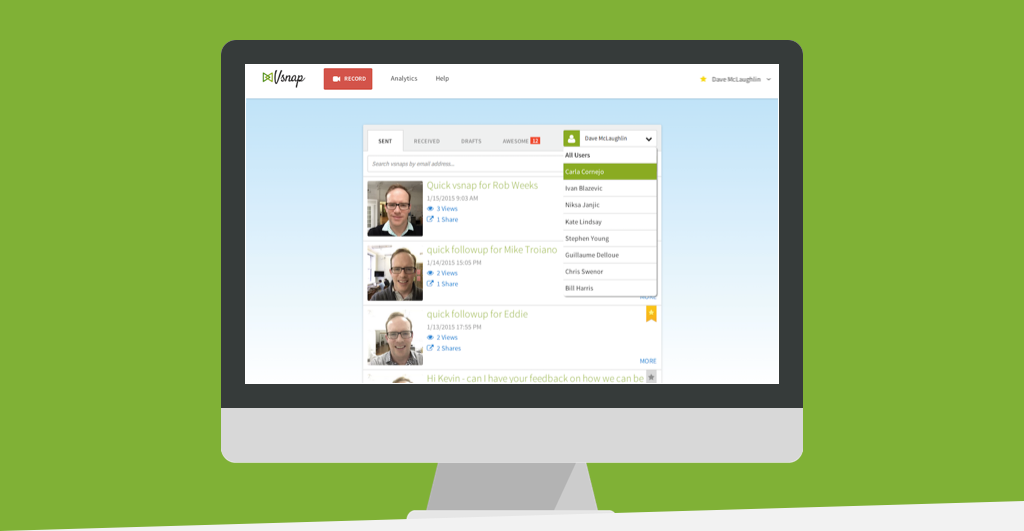 Vsnap
RECORD
Analytics
Help
Dave McLaughlin
SENT
RECEIVED
DRAFTS
AWESOME
Dave McLaughlin
Search vsnaps by email address...
All Users
Carla Cornejo
Ivan Blazevic
Niksa Janjic
Kate Lindsay
Stephen Young
Guillaume Delloue
Chris Swenor
Bill Harris
Quick vsnap for Rob Weeks
1/15/2015 9:03 AM
3 Views
1 Share
quick followup for Mike Troiano
1/14/2015 15:05 PM
2 Views
1 Share
MORE
quick followup for Eddie
1/13/2015 17:55 PM
2 Views
2 Shares
MORE
Hi Kevin - can I have your feedback on how we can be